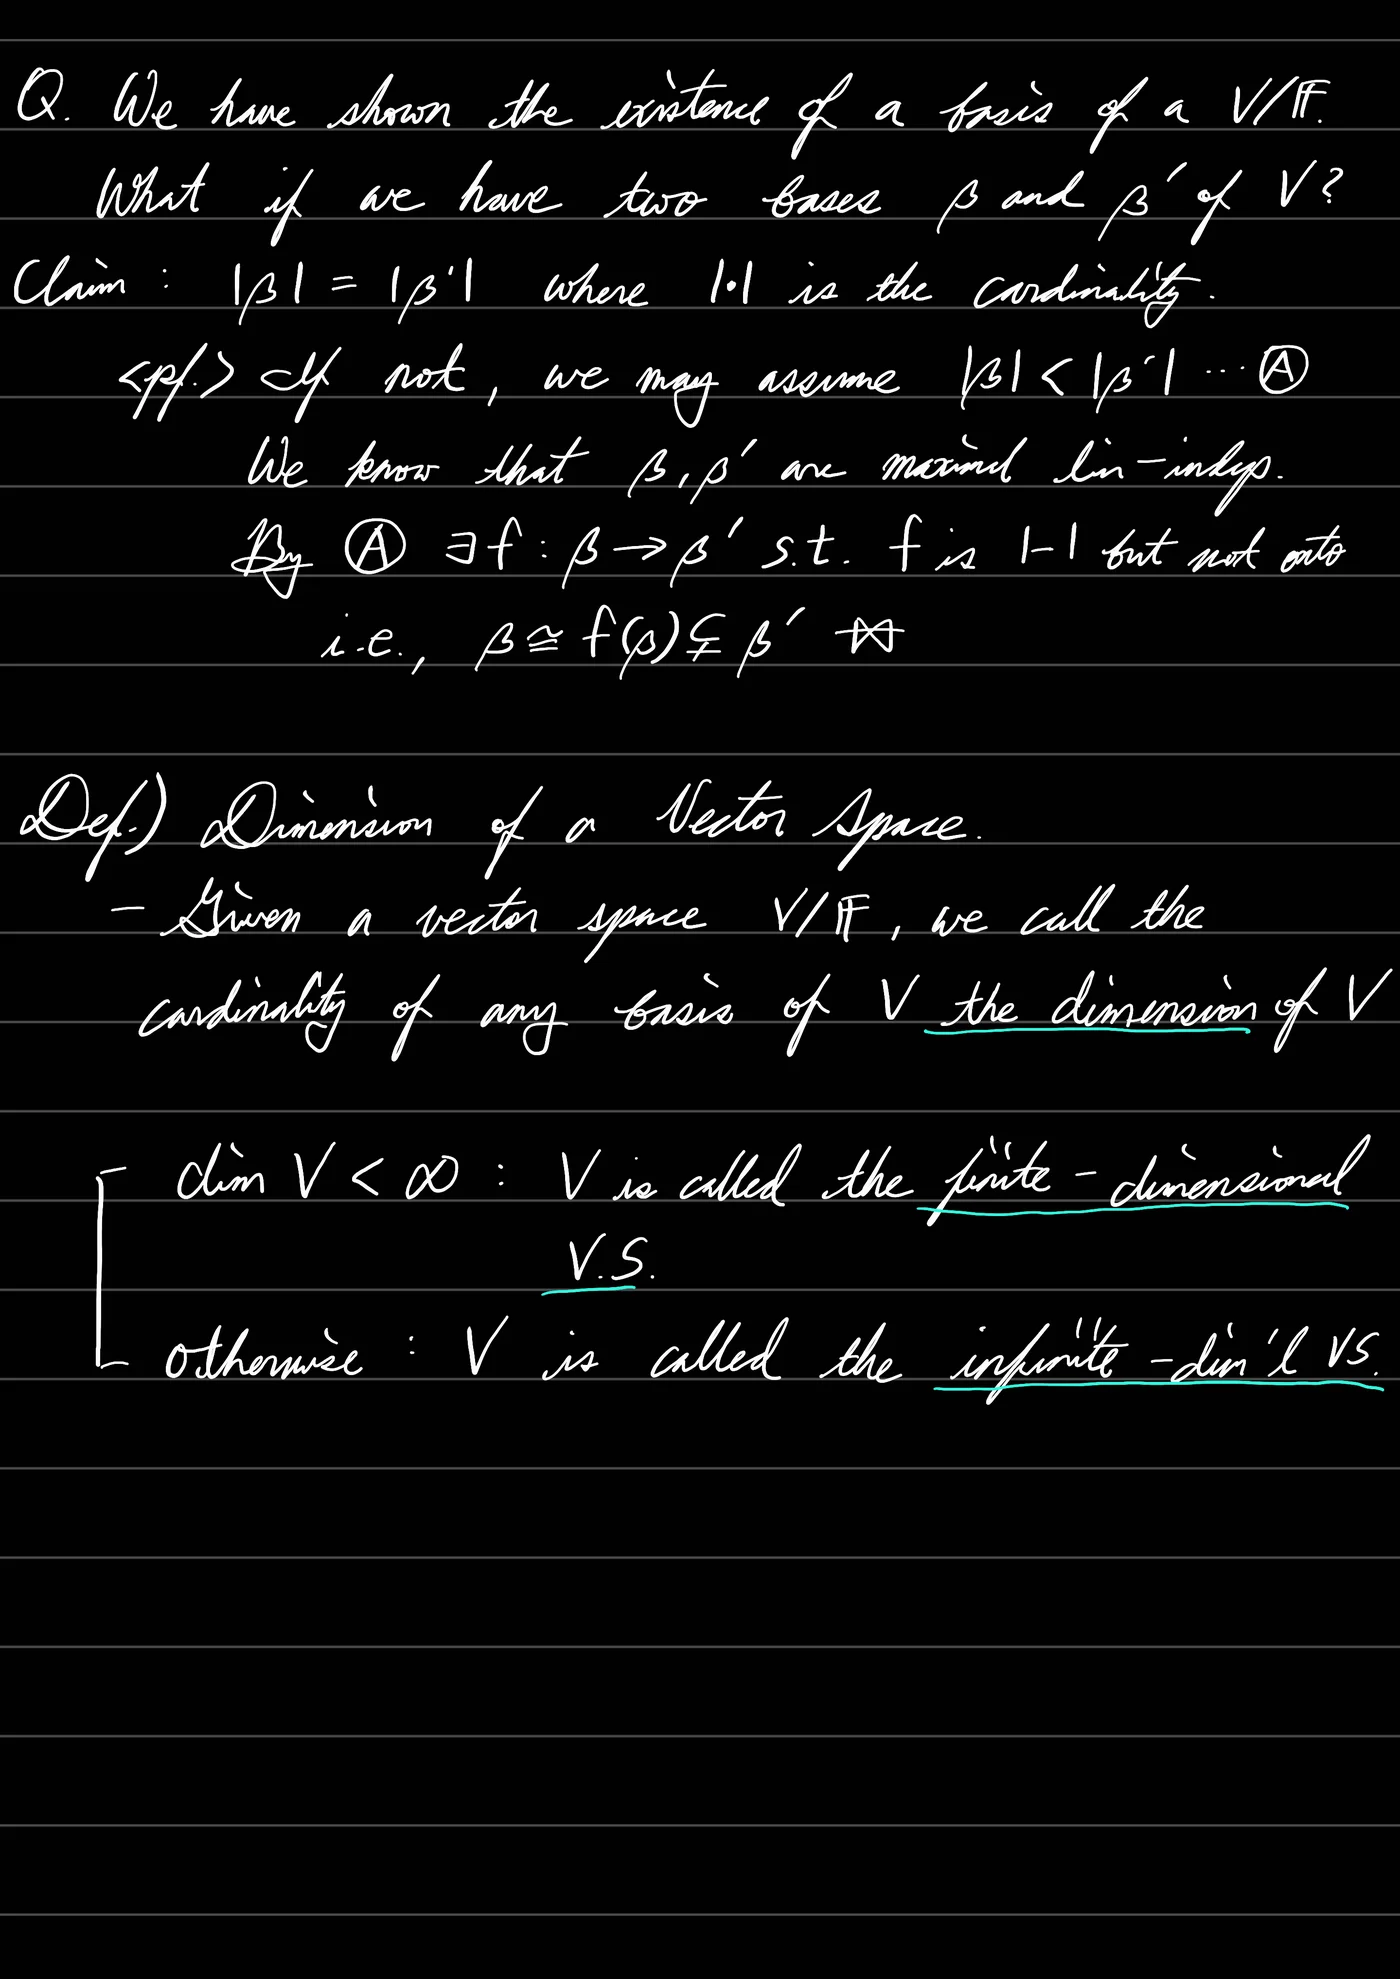 Q. We have shown the existence of a basis of a V/𝔽.
What if we have two bases β and β' of V?
Claim : |β| = |β'| where |·| is the cardinality.
<pf.> If not, we may assume |β| < |β'| ... Ⓐ
We know that β, β' are maximal lin-indep.
By Ⓐ ∃f : β → β' s.t. f is 1-1 but not onto
i.e., β ≅ f(β) ⊊ β'
Def.) Dimension of a Vector Space.
- Given a vector space V/𝔽, we call the
cardinality of any basis of V the dimension of V
dim V < ∞ : V is called the finite-dimensional
V.S.
otherwise : V is called the infinite-dim'l VS.